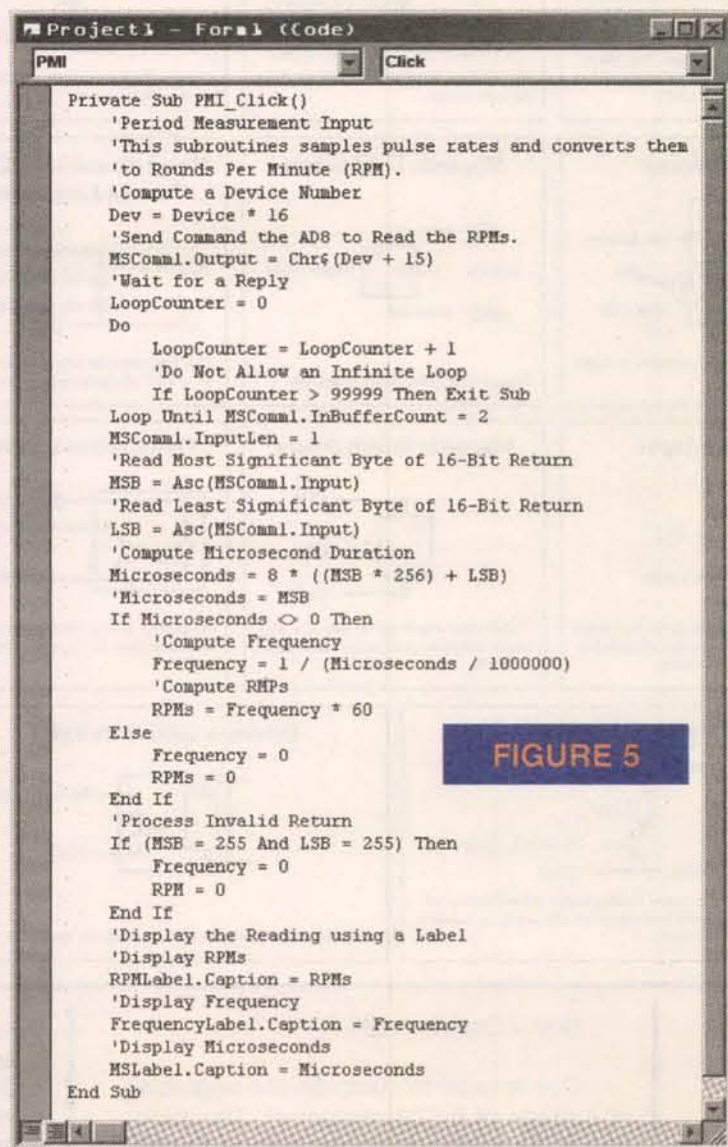 Project1 - Form1 (Code)
PMI Click
Private Sub PMI_Click()
'Period Measurement Input
'This subroutines samples pulse rates and converts them
'to Rounds Per Minute (RPM).
'Compute a Device Number
Dev = Device * 16
'Send Command the AD8 to Read the RPMs.
MSComm1.Output = Chr$(Dev + 15)
'Wait for a Reply
LoopCounter = 0
Do
LoopCounter = LoopCounter + 1
'Do Not Allow an Infinite Loop
If LoopCounter > 99999 Then Exit Sub
Loop Until MSComm1.InBufferCount = 2
MSComm1.InputLen = 1
'Read Most Significant Byte of 16-Bit Return
MSB = Asc(MSComm1.Input)
'Read Least Significant Byte of 16-Bit Return
LSB = Asc(MSComm1.Input)
'Compute Microsecond Duration
Microseconds = 8 * ((MSB * 256) + LSB)
'Microseconds = MSB
If Microseconds <> 0 Then
'Compute Frequency
Frequency = 1 / (Microseconds / 1000000)
'Compute RMPs
RPMs = Frequency * 60
Else
Frequency = 0
RPMs = 0
End If
'Process Invalid Return
If (MSB = 255 And LSB = 255) Then
Frequency = 0
RPM = 0
End If
'Display the Reading using a Label
'Display RPMs
RPMLabel.Caption = RPMs
'Display Frequency
FrequencyLabel.Caption = Frequency
'Display Microseconds
MSLabel.Caption = Microseconds
End Sub
FIGURE 5